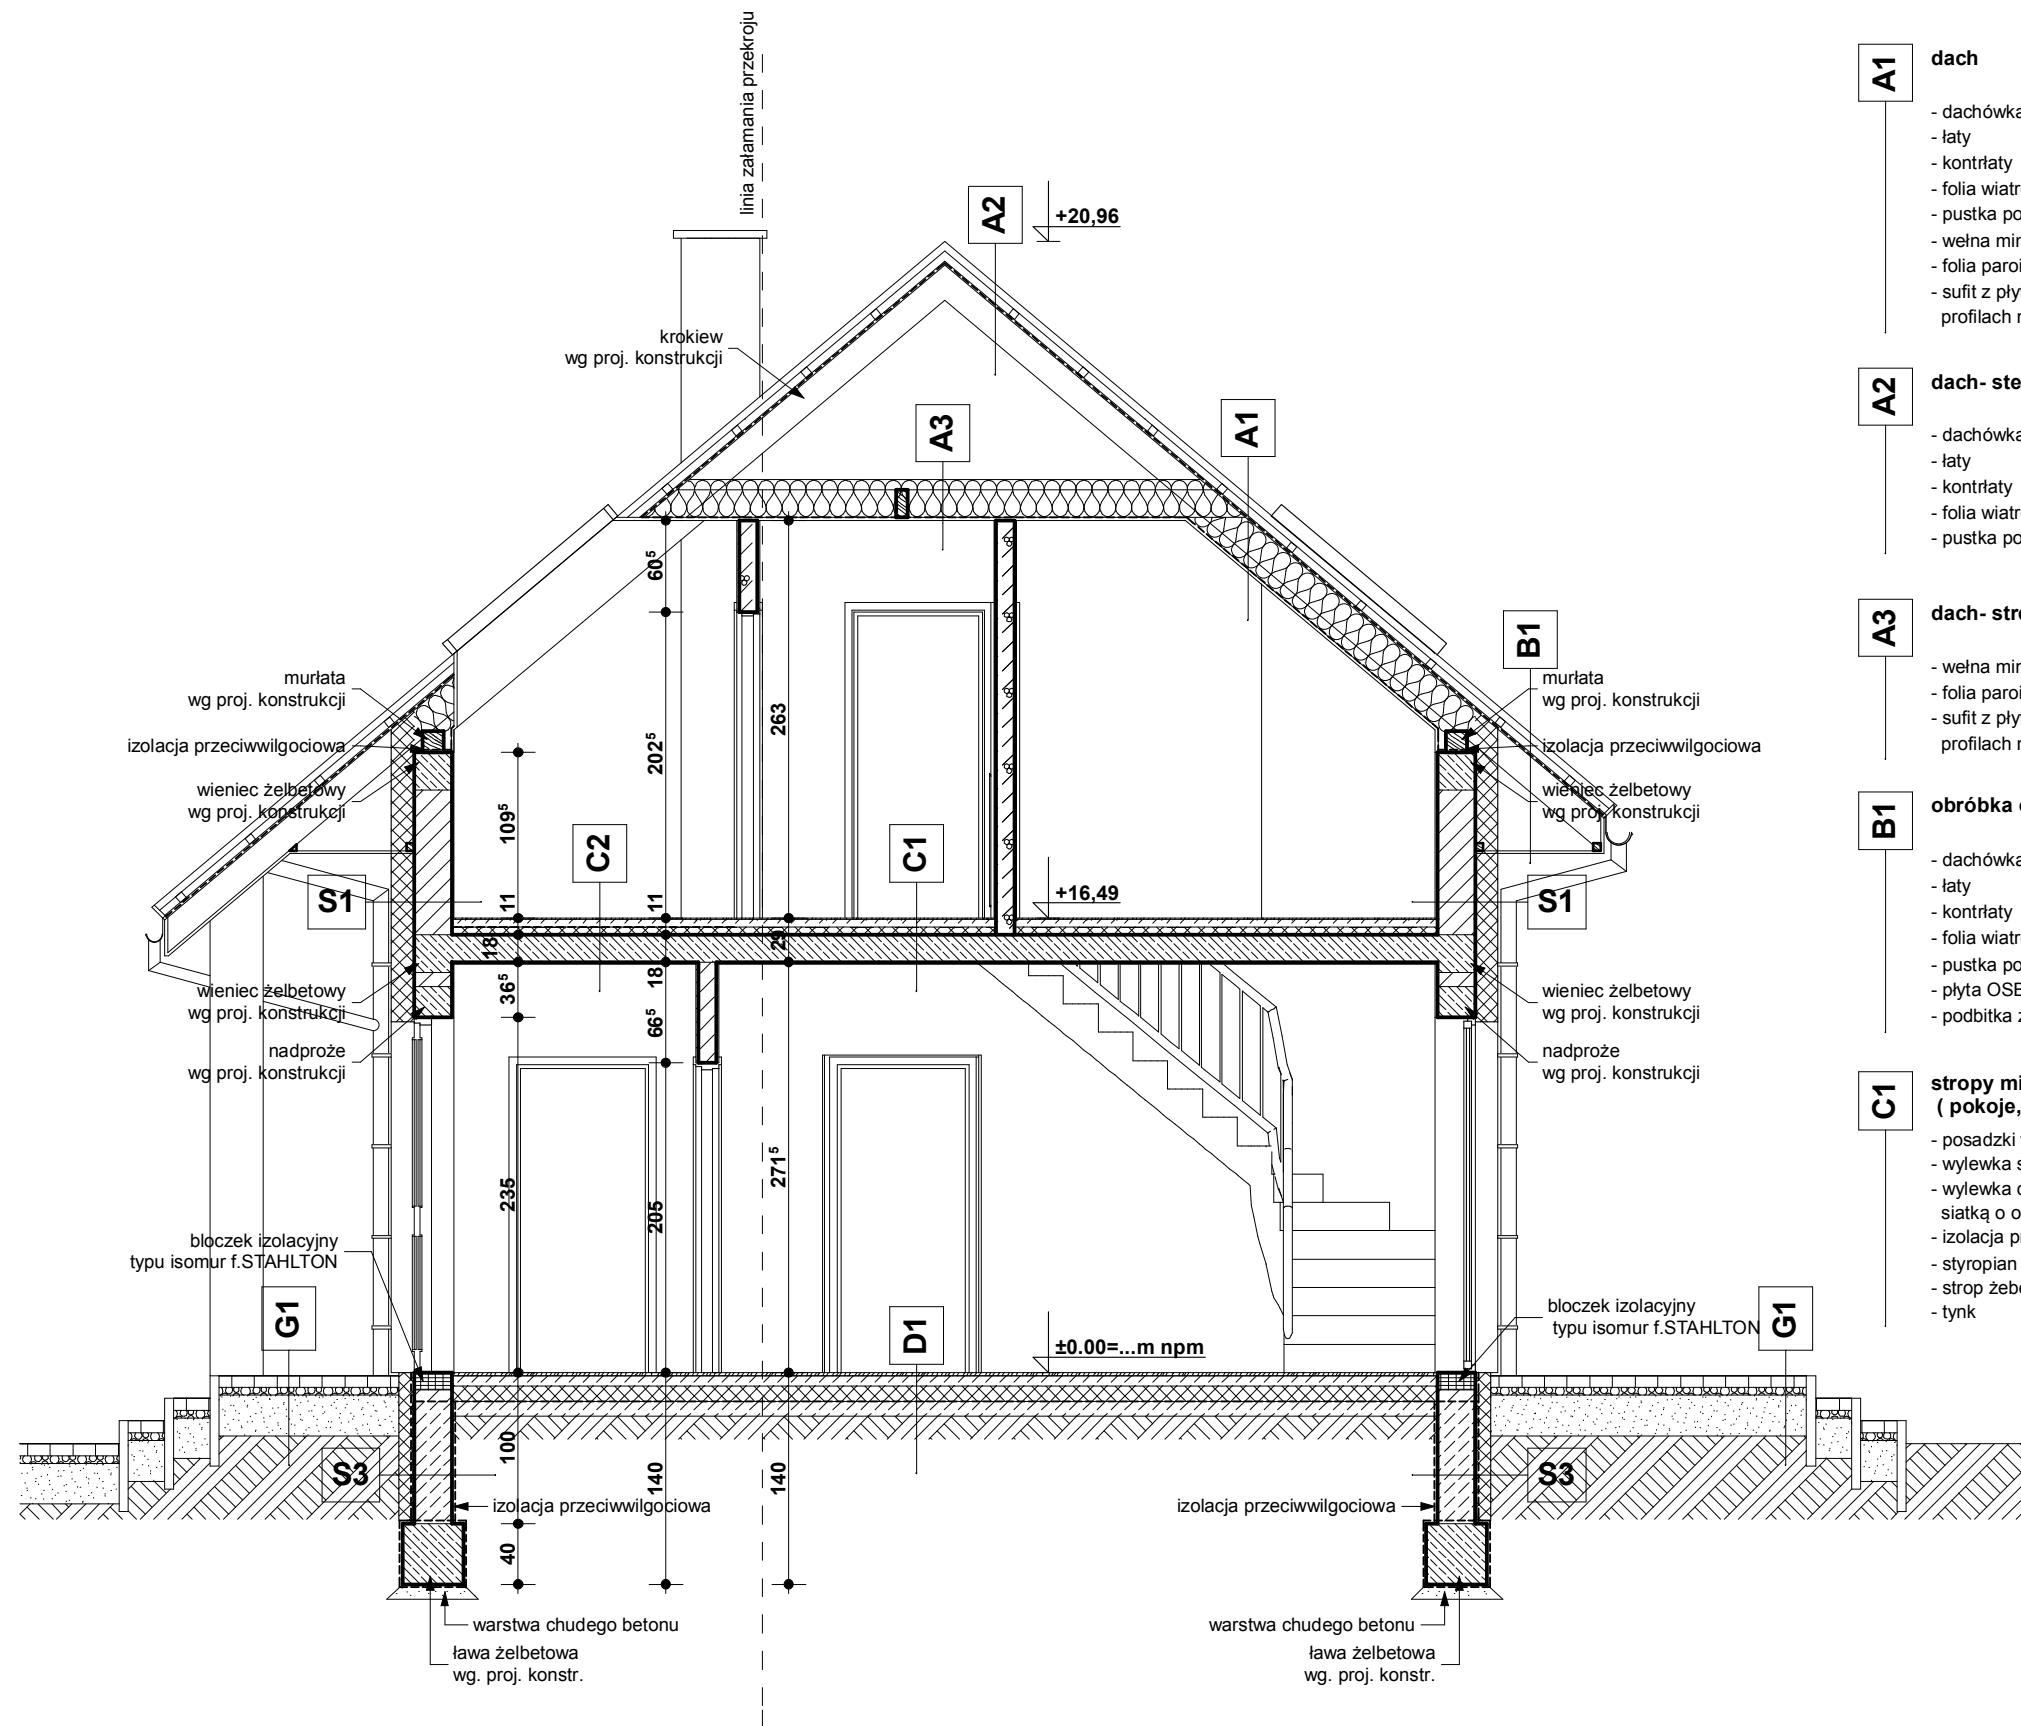 linia załamania przekroju
A2
+20,96
krokiew
wg proj. konstrukcji
A3
A1
60⁵
263
202⁵
B1
murłata
wg proj. konstrukcji
izolacja przeciwwilgociowa
wieniec żelbetowy
wg proj. konstrukcji
murłata
wg proj. konstrukcji
izolacja przeciwwilgociowa
wieniec żelbetowy
wg proj. konstrukcji
109⁵
C2
C1
S1
11
11
+16,49
S1
18
29
36⁵
18
66⁵
wieniec żelbetowy
wg proj. konstrukcji
nadproże
wg proj. konstrukcji
wieniec żelbetowy
wg proj. konstrukcji
nadproże
wg proj. konstrukcji
235
205
271⁵
bloczek izolacyjny
typu isomur f.STAHLTON
G1
D1
±0.00=...m npm
bloczek izolacyjny
typu isomur f.STAHLTON
G1
S3
100
140
140
S3
izolacja przeciwwilgociowa
izolacja przeciwwilgociowa
40
warstwa chudego betonu
ława żelbetowa
wg. proj. konstr.
warstwa chudego betonu
ława żelbetowa
wg. proj. konstr.
A1
dach
- dachówka
- łaty
- kontrłaty
- folia wiatr
- pustka po
- wełna min
- folia paroi
- sufit z pły
profilach
A2
dach- ste
- dachówka
- łaty
- kontrłaty
- folia wiatr
- pustka po
A3
dach- stro
- wełna min
- folia paroi
- sufit z pły
profilach
B1
obróbka
- dachówka
- łaty
- kontrłaty
- folia wiatr
- pustka po
- płyta OSB
- podbitka
C1
stropy mi
( pokoje,
- posadzki
- wylewka s
- wylewka
siatką o o
- izolacja p
- styropian
- strop żebe
- tynk